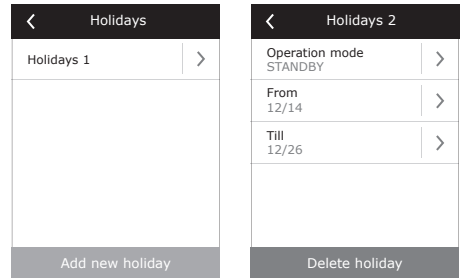 Holidays
Holidays 1
Add new holiday
Holidays 2
Operation mode
STANDBY
From
12/14
Till
12/26
Delete holiday